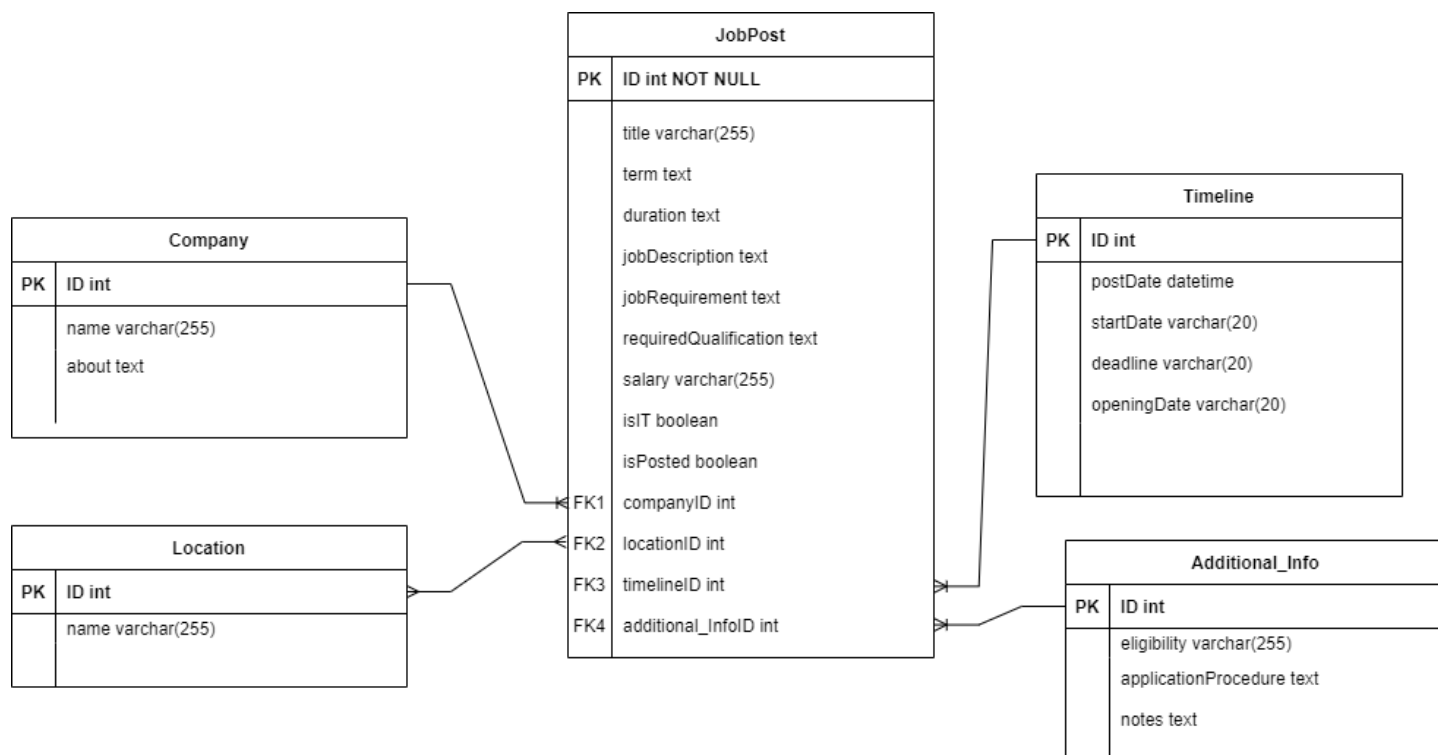 JobPost
PK ID int NOT NULL
title varchar(255)
term text
duration text
jobDescription text
jobRequirement text
requiredQualification text
salary varchar(255)
isIT boolean
isPosted boolean
FK1 companyID int
FK2 locationID int
FK3 timelineID int
FK4 additional_InfoID int
Company
PK ID int
name varchar(255)
about text
Location
PK ID int
name varchar(255)
Timeline
PK ID int
postDate datetime
startDate varchar(20)
deadline varchar(20)
openingDate varchar(20)
Additional_Info
PK ID int
eligibility varchar(255)
applicationProcedure text
notes text